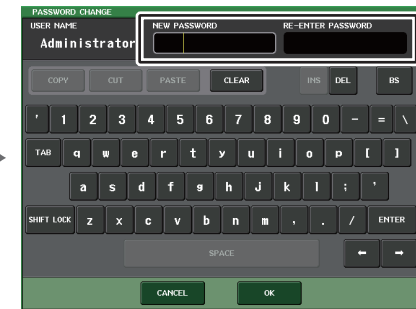 PASSWORD CHANGE
USER NAME NEW PASSWORD RE-ENTER PASSWORD
Administrator
COPY CUT PASTE CLEAR INS DEL BS
' 1 2 3 4 5 6 7 8 9 0 - = \
TAB q w e r t y u i o p [ ]
a s d f g h j k l ; '
SHIFT LOCK z x c v b n m , . / ENTER
SPACE ← →
CANCEL OK